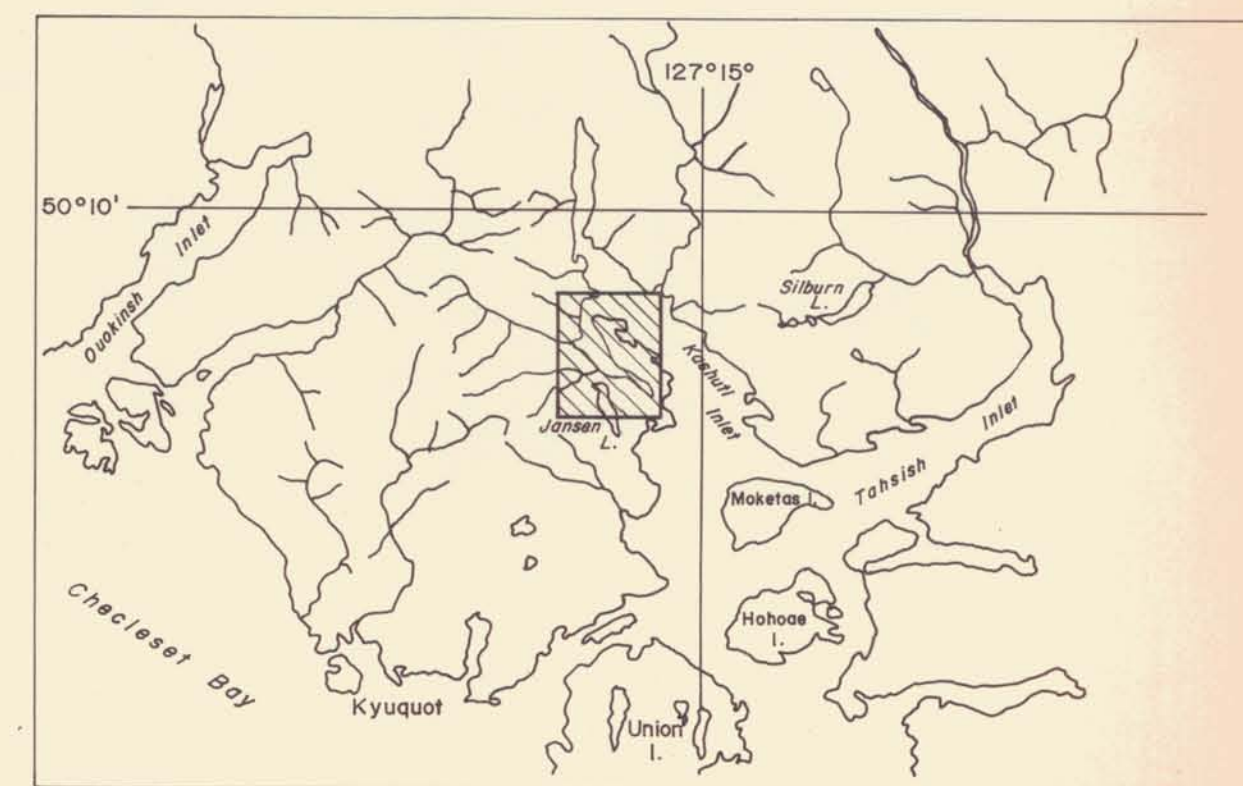 127°15°
50°10'
Ououkinsh
Inlet
Silburn
L.
Kashutl
Inlet
Jansen
L.
Inlet
Tahsish
Moketas I.
Checleset Bay
Hohoae
I.
Kyuquot
Union
I.